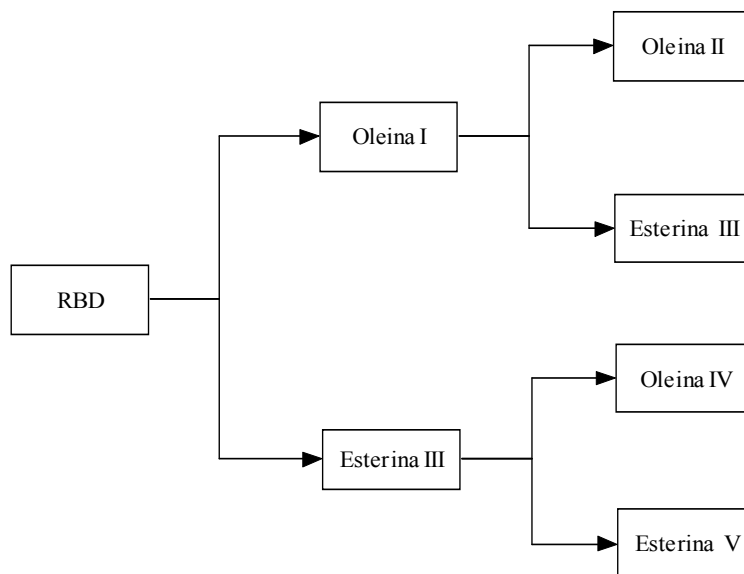 Oleina II
Oleina I
Esterina III
RBD
Oleina IV
Esterina III
Esterina V